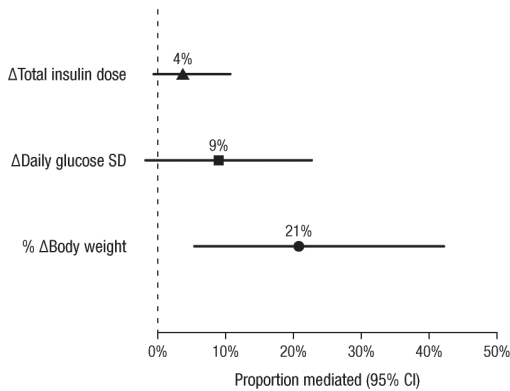 4%
ΔTotal insulin dose
9%
ΔDaily glucose SD
21%
% ΔBody weight
0% 10% 20% 30% 40% 50%
Proportion mediated (95% CI)